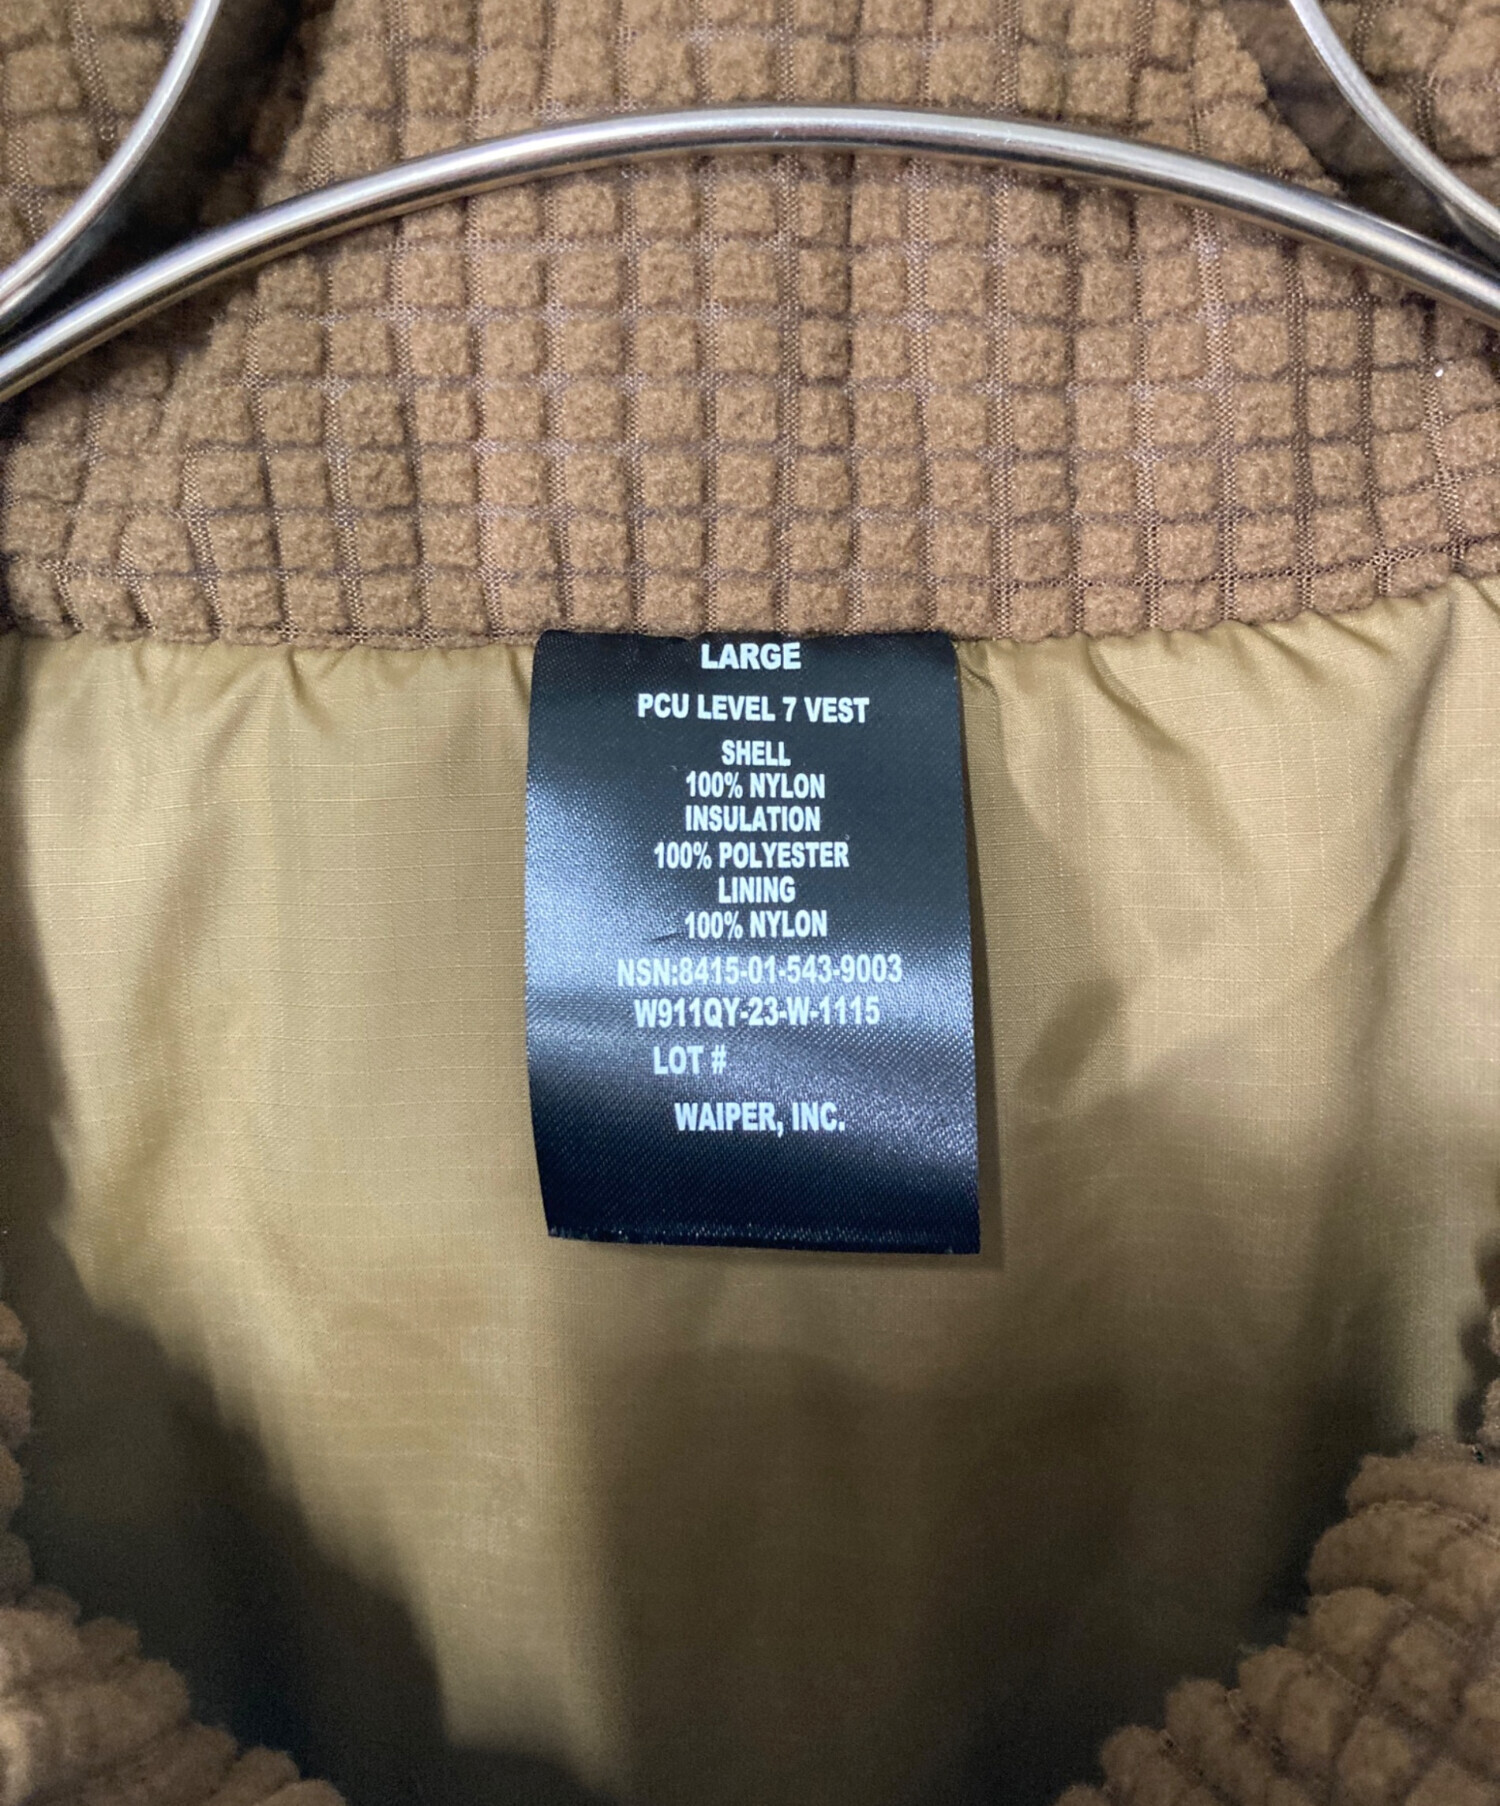 LARGE
PCU LEVEL 7 VEST
SHELL
100% NYLON
INSULATION
100% POLYESTER
LINING
100% NYLON
NSN:8415-01-543-9003
W911QY-23-W-1115
LOT #
WAIPER, INC.